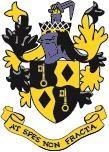 AT SPES NON FRACTA